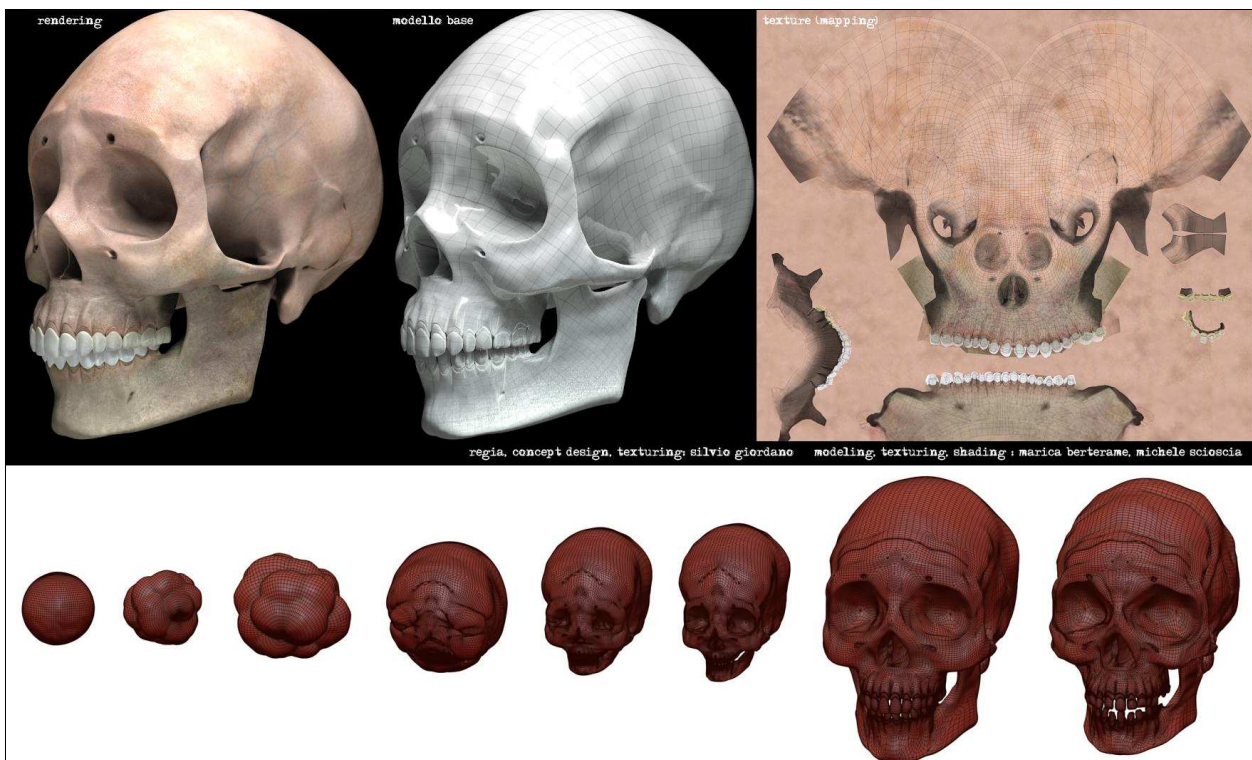 rendering
modello base
texture (mapping)
regia, concept design, texturing: silvio giordano
modeling, texturing, shading : marica berterame, michele scioscia